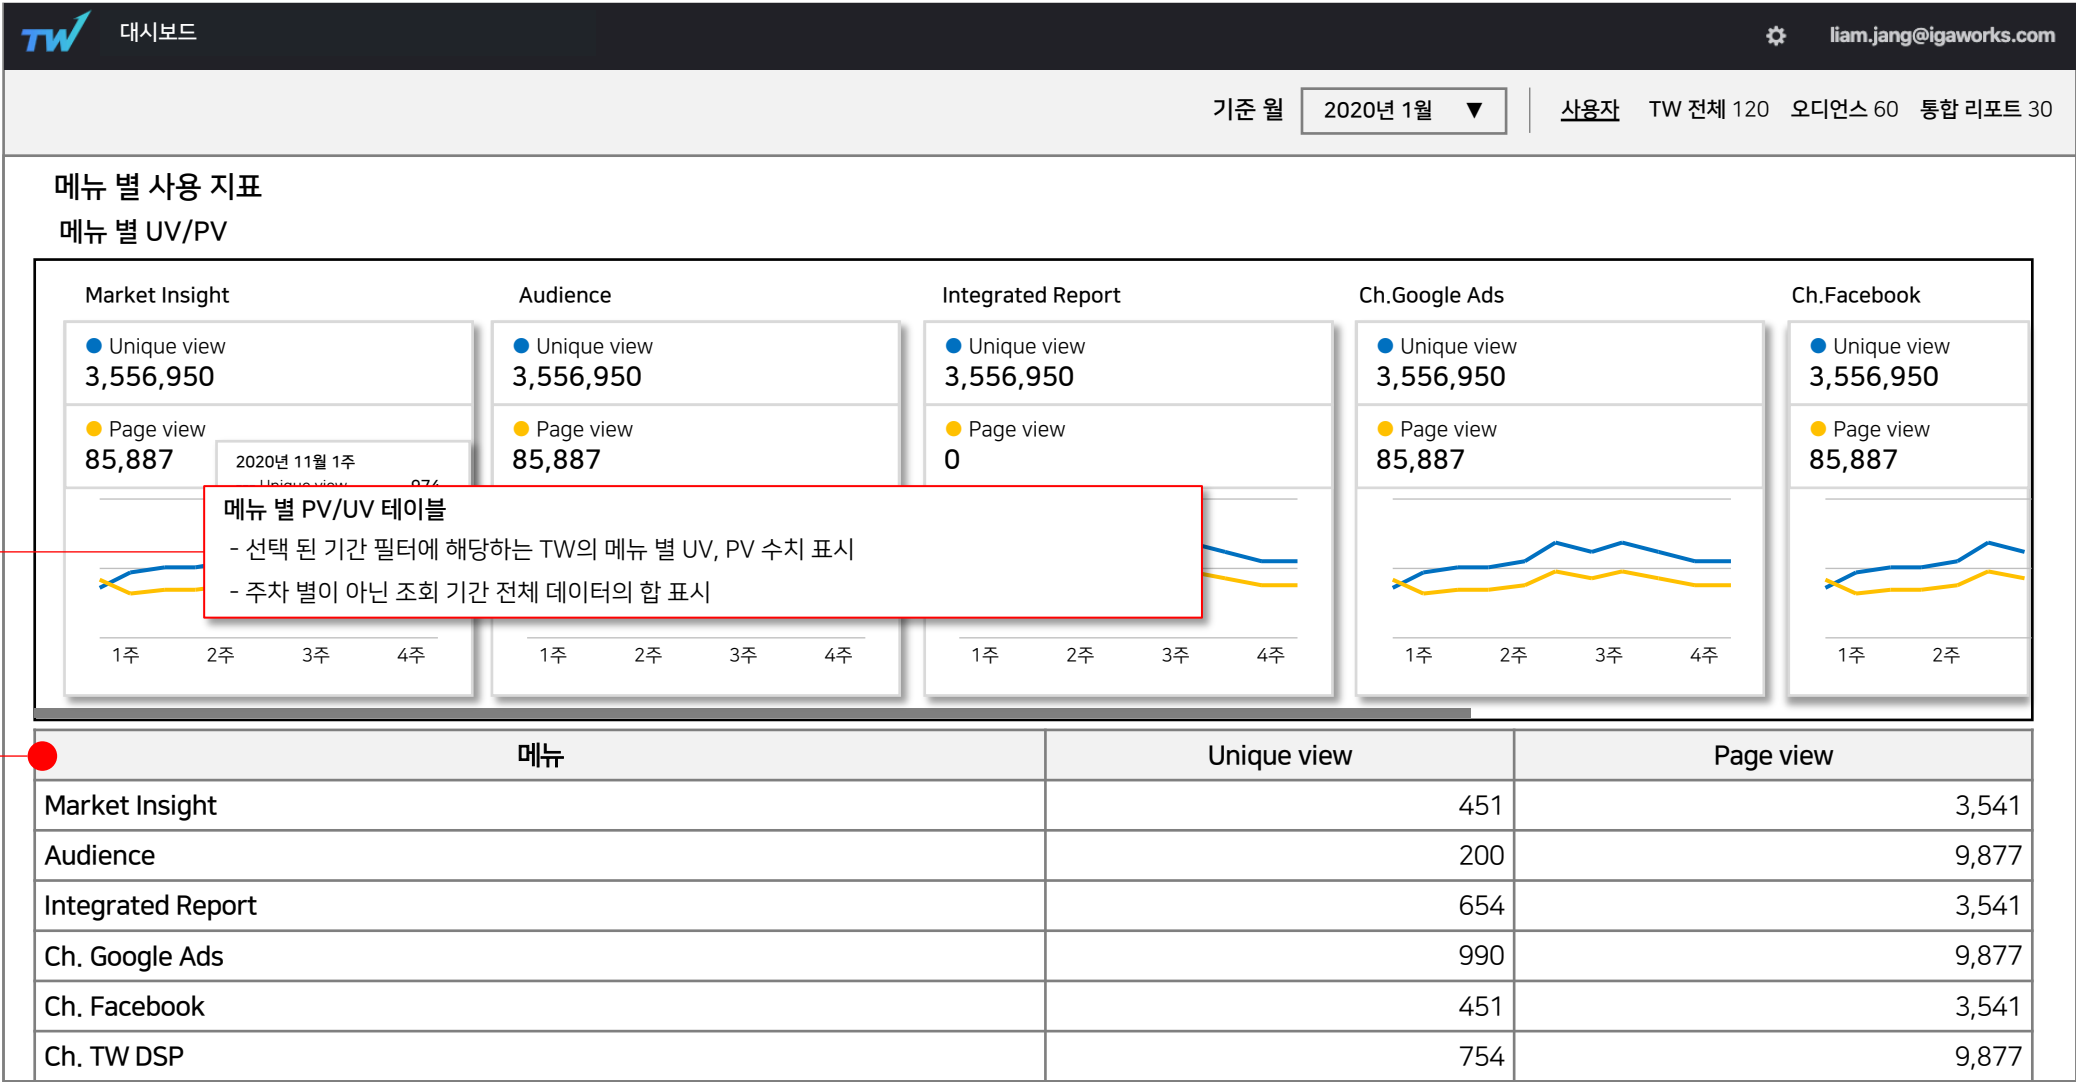 TW 대시보드 liam.jang@igaworks.com
기준 월 2020년 1월 ▼ 사용자 TW 전체 120 오디언스 60 통합 리포트 30
메뉴 별 사용 지표
메뉴 별 UV/PV
Market Insight Audience Integrated Report Ch.Google Ads Ch.Facebook
Unique view Unique view Unique view Unique view Unique view
3,556,950 3,556,950 3,556,950 3,556,950 3,556,950
Page view Page view Page view Page view Page view
85,887 85,887 0 85,887 85,887
2020년 11월 1주
Unique view 974
메뉴 별 PV/UV 테이블
- 선택 된 기간 필터에 해당하는 TW의 메뉴 별 UV, PV 수치 표시
- 주차 별이 아닌 조회 기간 전체 데이터의 합 표시
1주 2주 3주 4주 1주 2주 3주 4주 1주 2주 3주 4주 1주 2주 3주 4주 1주 2주
메뉴 Unique view Page view
Market Insight 451 3,541
Audience 200 9,877
Integrated Report 654 3,541
Ch. Google Ads 990 9,877
Ch. Facebook 451 3,541
Ch. TW DSP 754 9,877